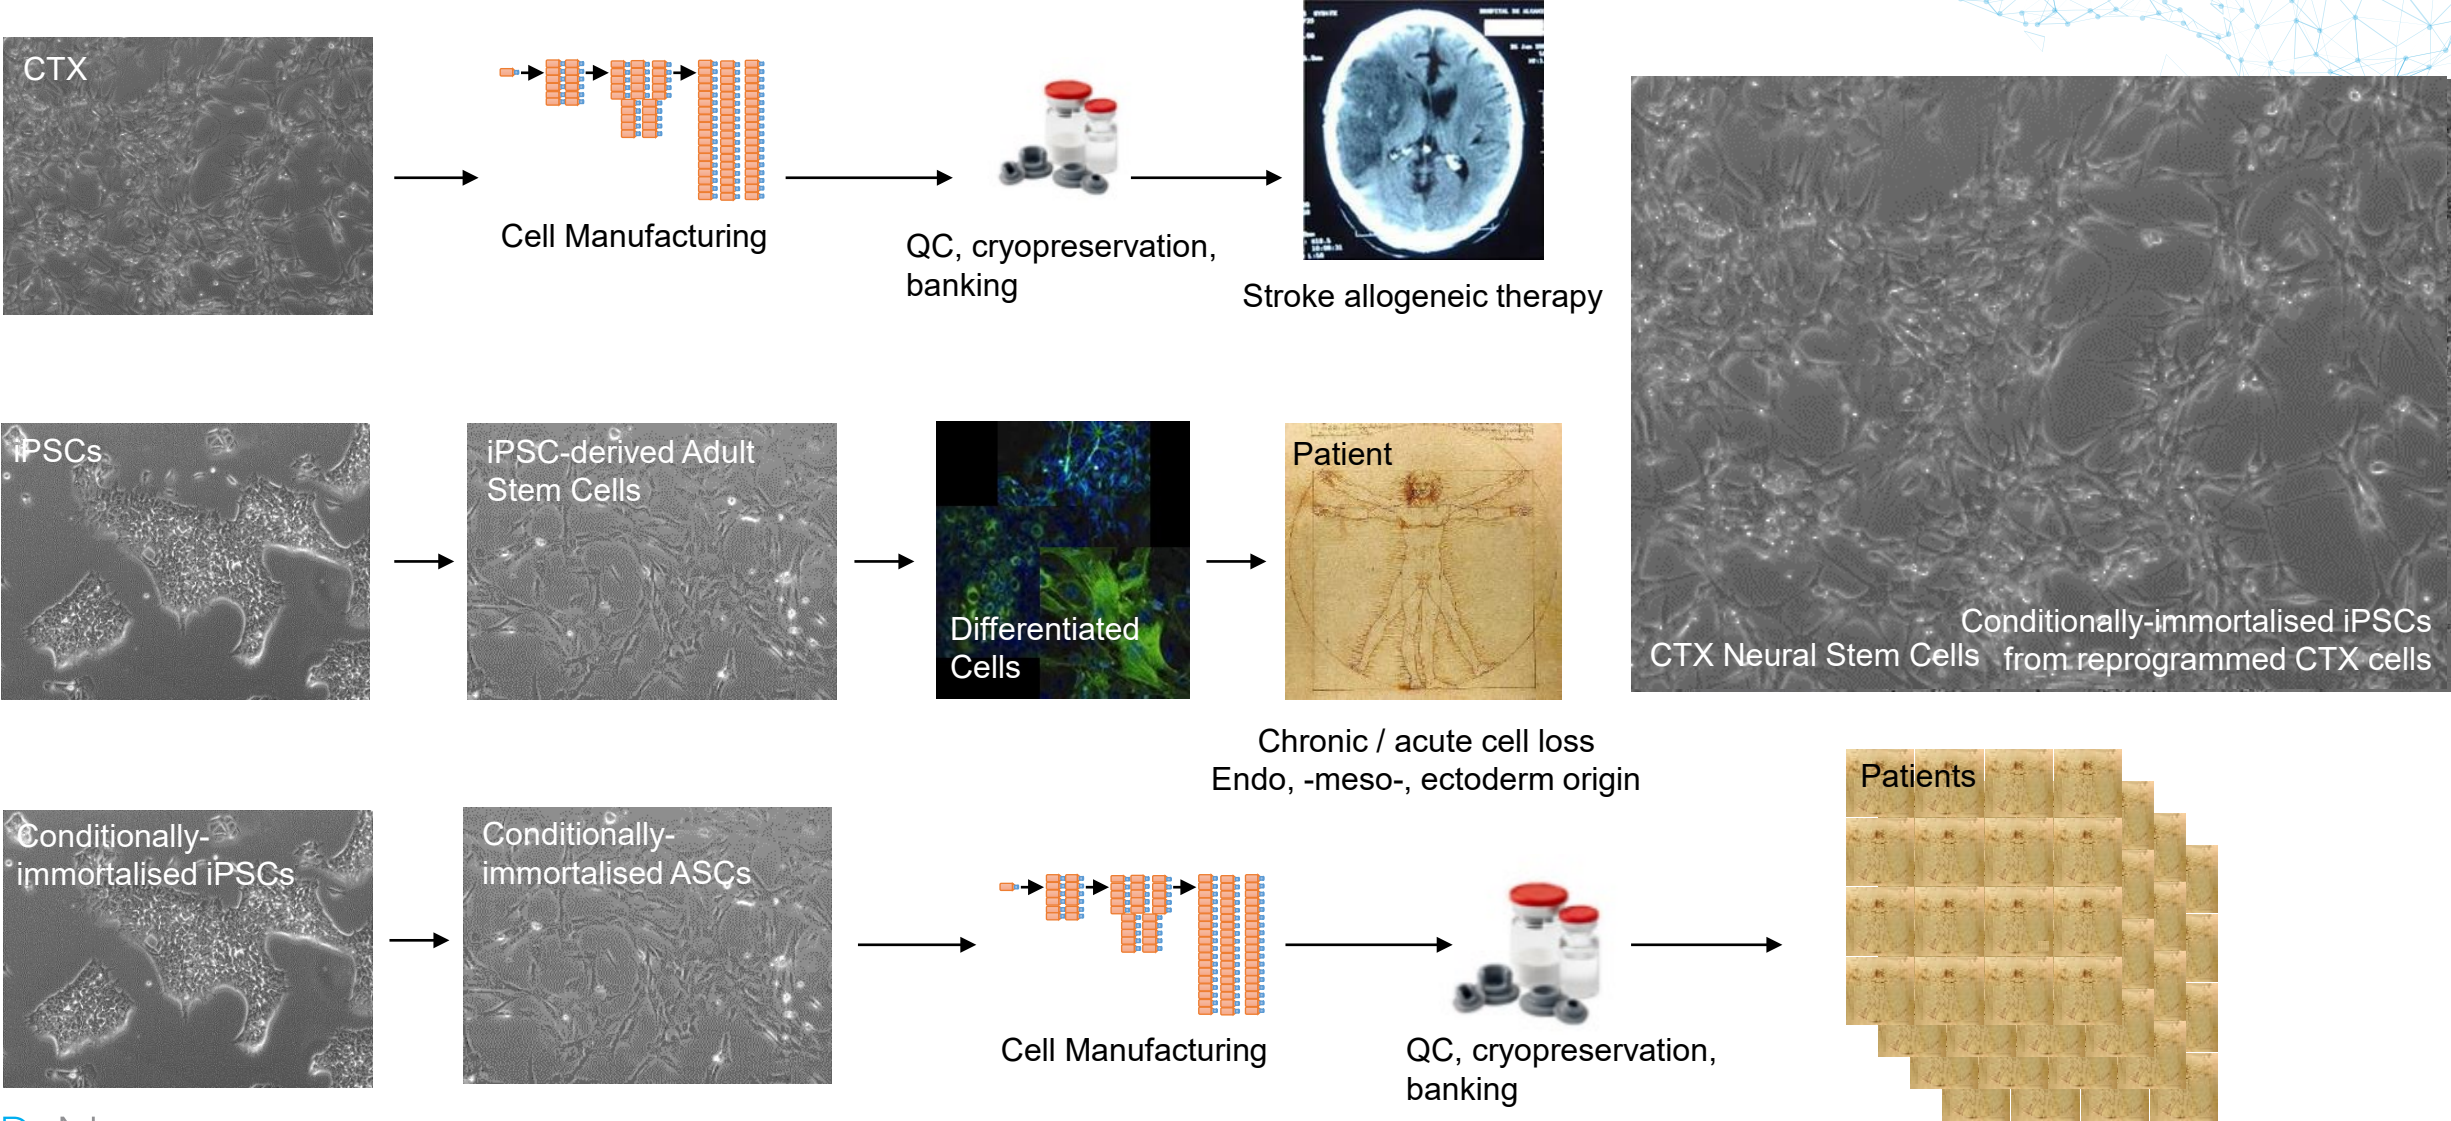 CTX
Cell Manufacturing
QC, cryopreservation,
banking
Stroke allogeneic therapy
iPSCs
iPSC-derived Adult
Stem Cells
Differentiated
Cells
Patient
Chronic / acute cell loss
Endo, -meso-, ectoderm origin
CTX Neural Stem Cells
Conditionally-immortalised iPSCs
from reprogrammed CTX cells
Conditionally-
immortalised iPSCs
Conditionally-
immortalised ASCs
Cell Manufacturing
QC, cryopreservation,
banking
Patients